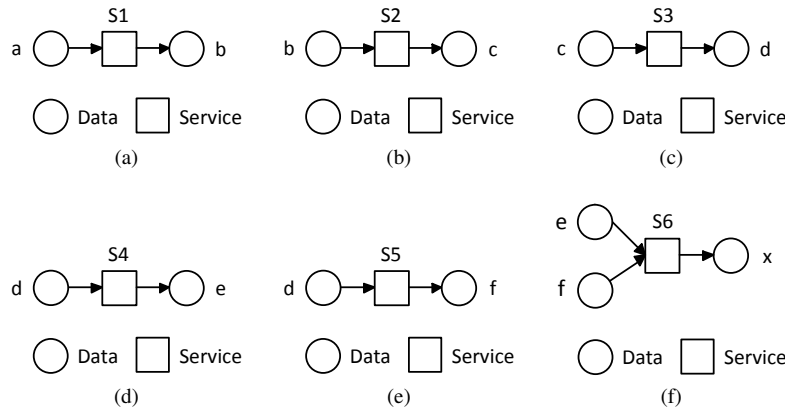 S1
a b
Data Service
(a)
S2
b c
Data Service
(b)
S3
c d
Data Service
(c)
S4
d e
Data Service
(d)
S5
d f
Data Service
(e)
e
S6
x
f
Data Service
(f)